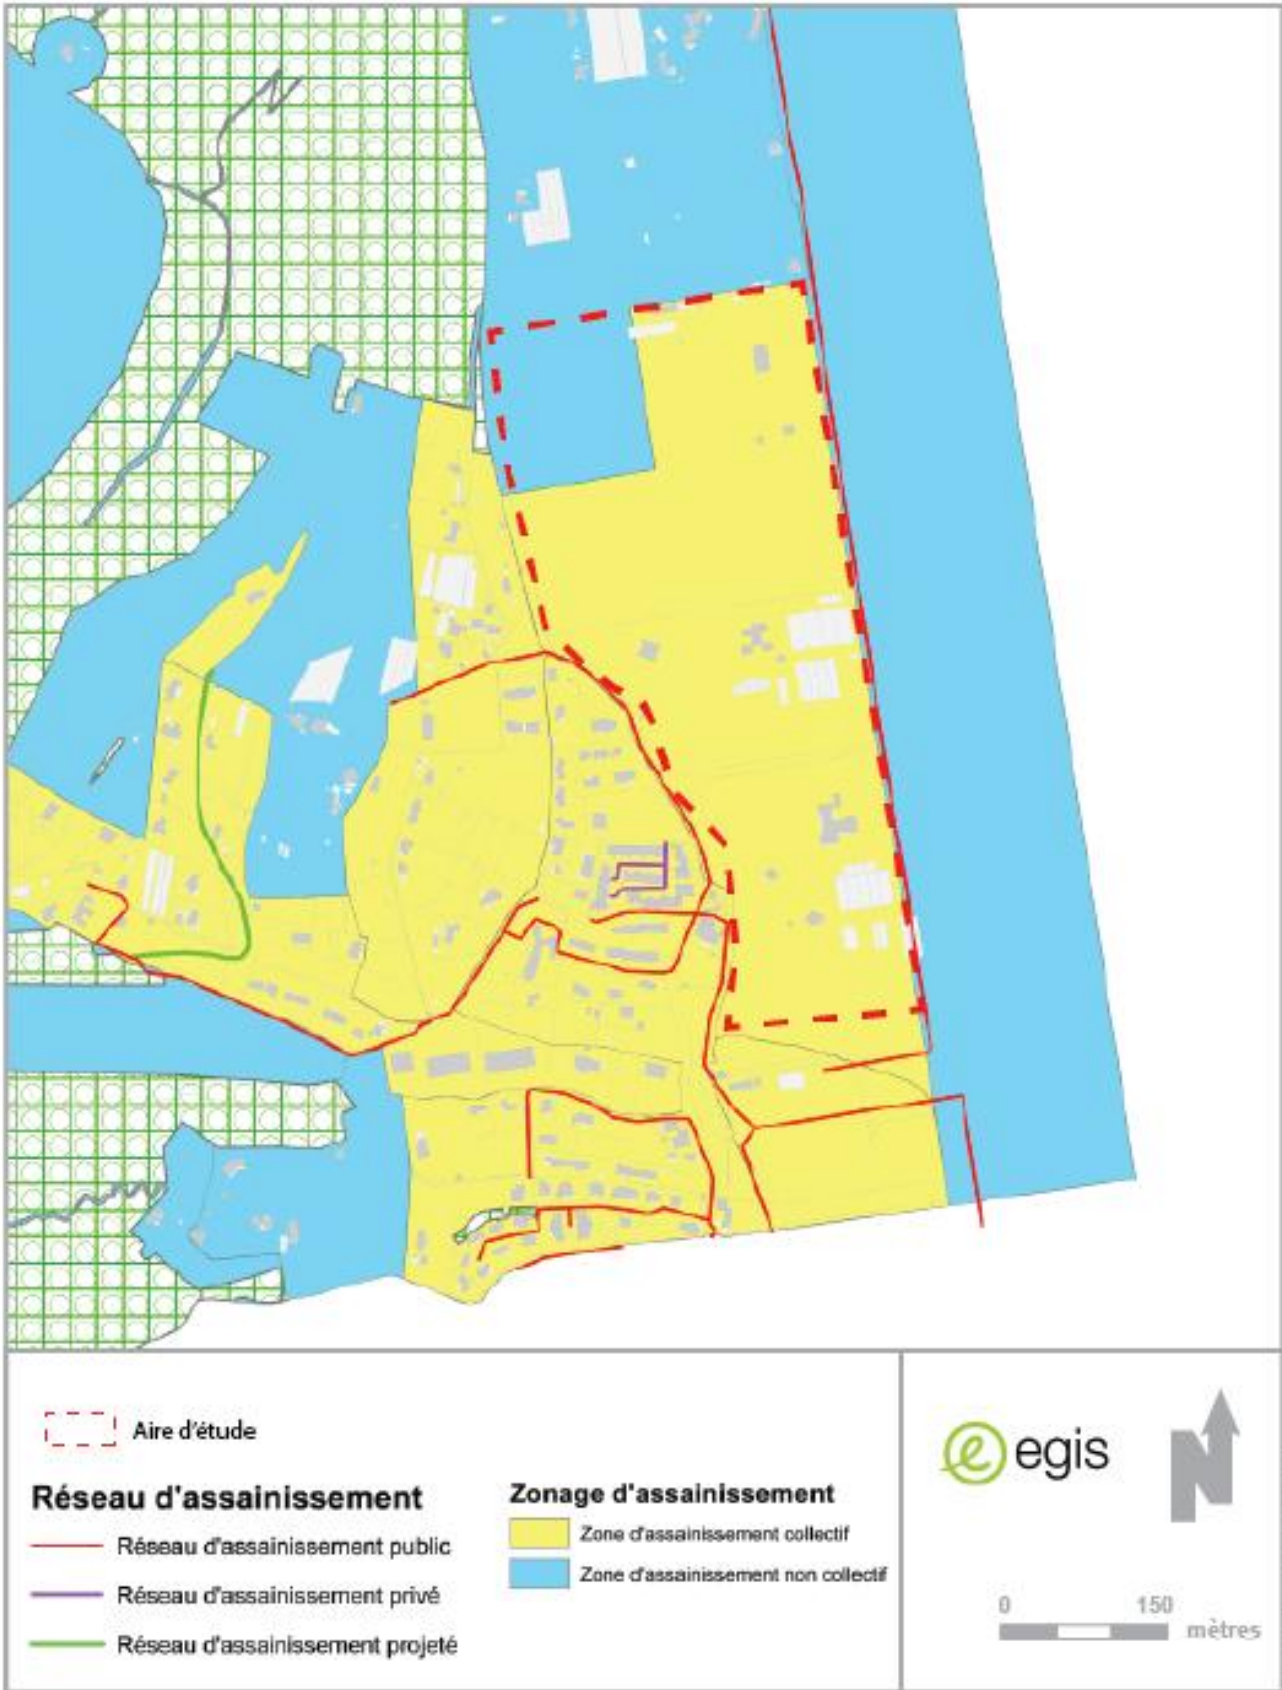 Aire d'étude
Réseau d'assainissement
Réseau d'assainissement public
Réseau d'assainissement privé
Réseau d'assainissement projeté
Zonage d'assainissement
Zone d'assainissement collectif
Zone d'assainissement non collectif
e egis
N
0 150
mètres